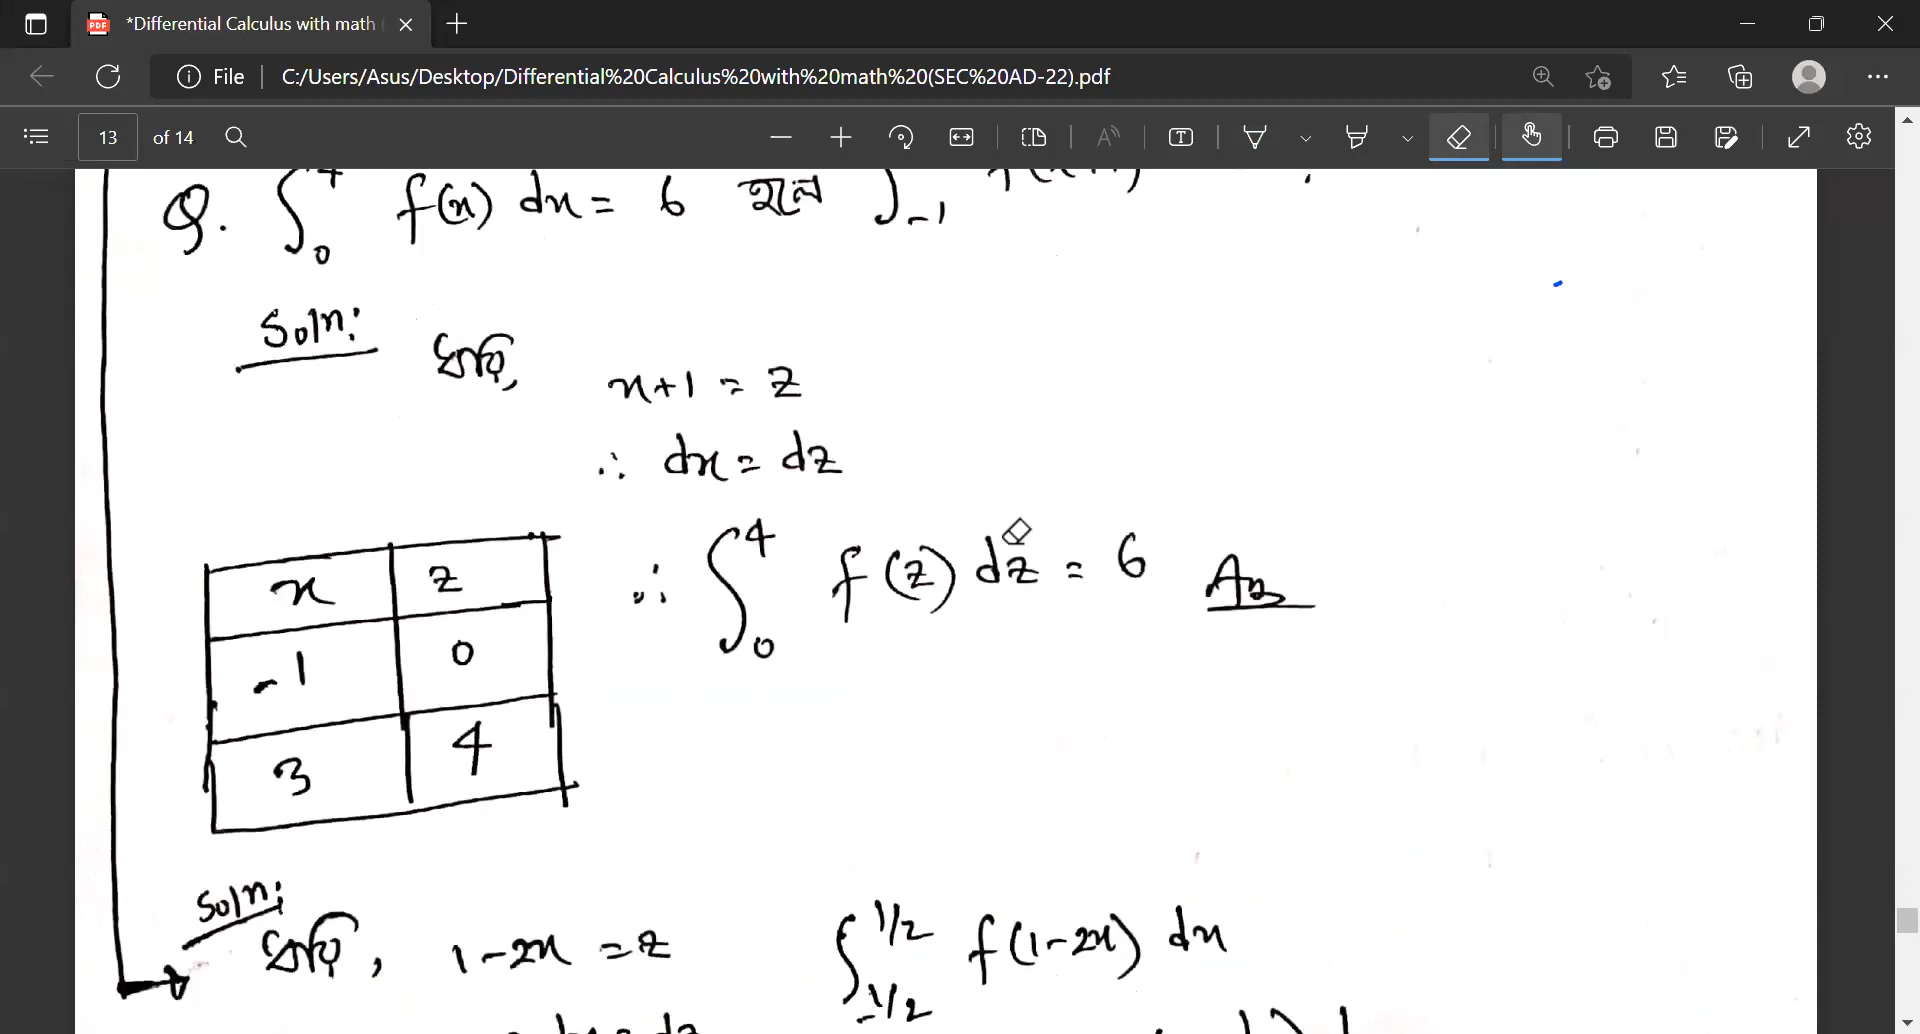 *Differential Calculus with math (
File
C:/Users/Asus/Desktop/Differential%20Calculus%20with%20math%20(SEC%20AD-22).pdf
13 of 14
Q. ∫₀⁴ f(x) dx = 6 হলে ∫₋₁
Soln:
ধরি,
x+1 = z
∴ dx = dz
x z
-1 0
3 4
∴ ∫₀⁴ f(z) dz = 6 Ans
Soln:
ধরি, 1-2x = z
∫₋₁/₂^1/2 f(1-2x) dx